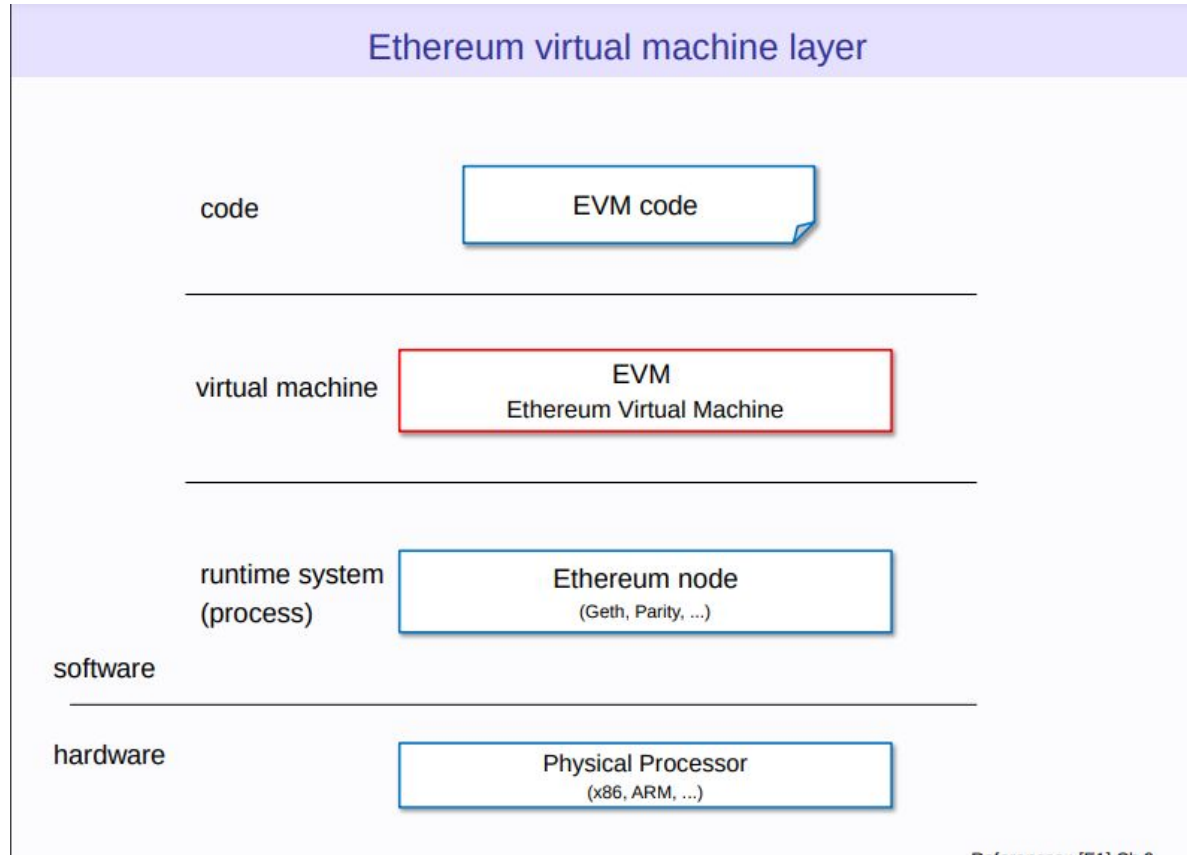 Ethereum virtual machine layer
code
EVM code
virtual machine
EVM
Ethereum Virtual Machine
runtime system
(process)
Ethereum node
(Geth, Parity, ...)
software
hardware
Physical Processor
(x86, ARM, ...)